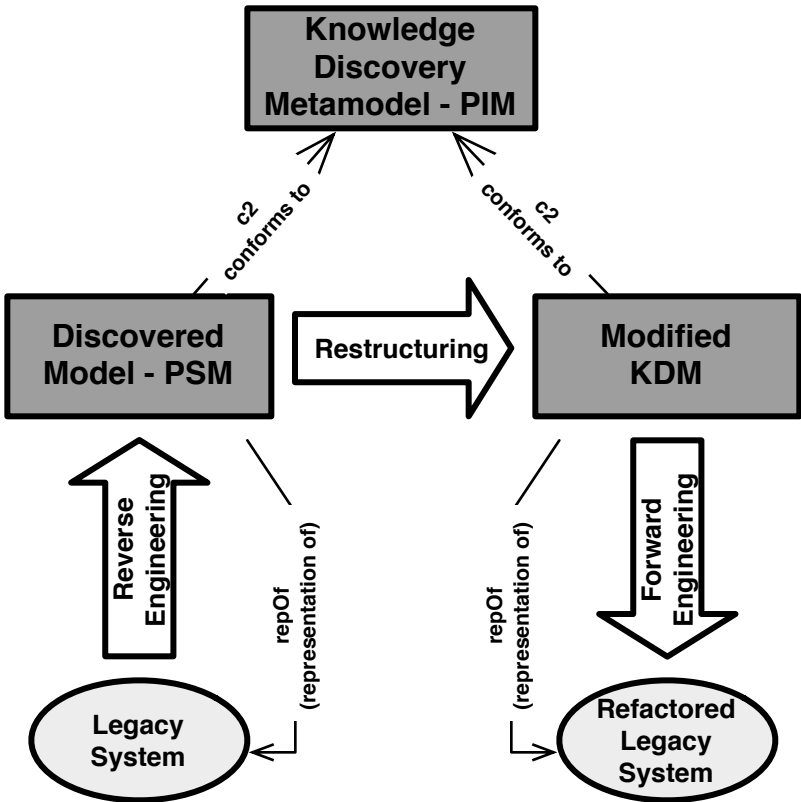 Knowledge
Discovery
Metamodel - PIM
c2
conforms to
c2
conforms to
Discovered
Model - PSM
Restructuring
Modified
KDM
Reverse
Engineering
repOf
(representation of)
repOf
(representation of)
Forward
Engineering
Legacy
System
Refactored
Legacy
System